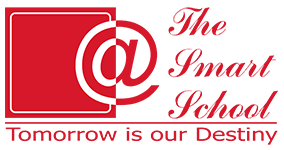 @ The
Smart
School
Tomorrow is our Destiny